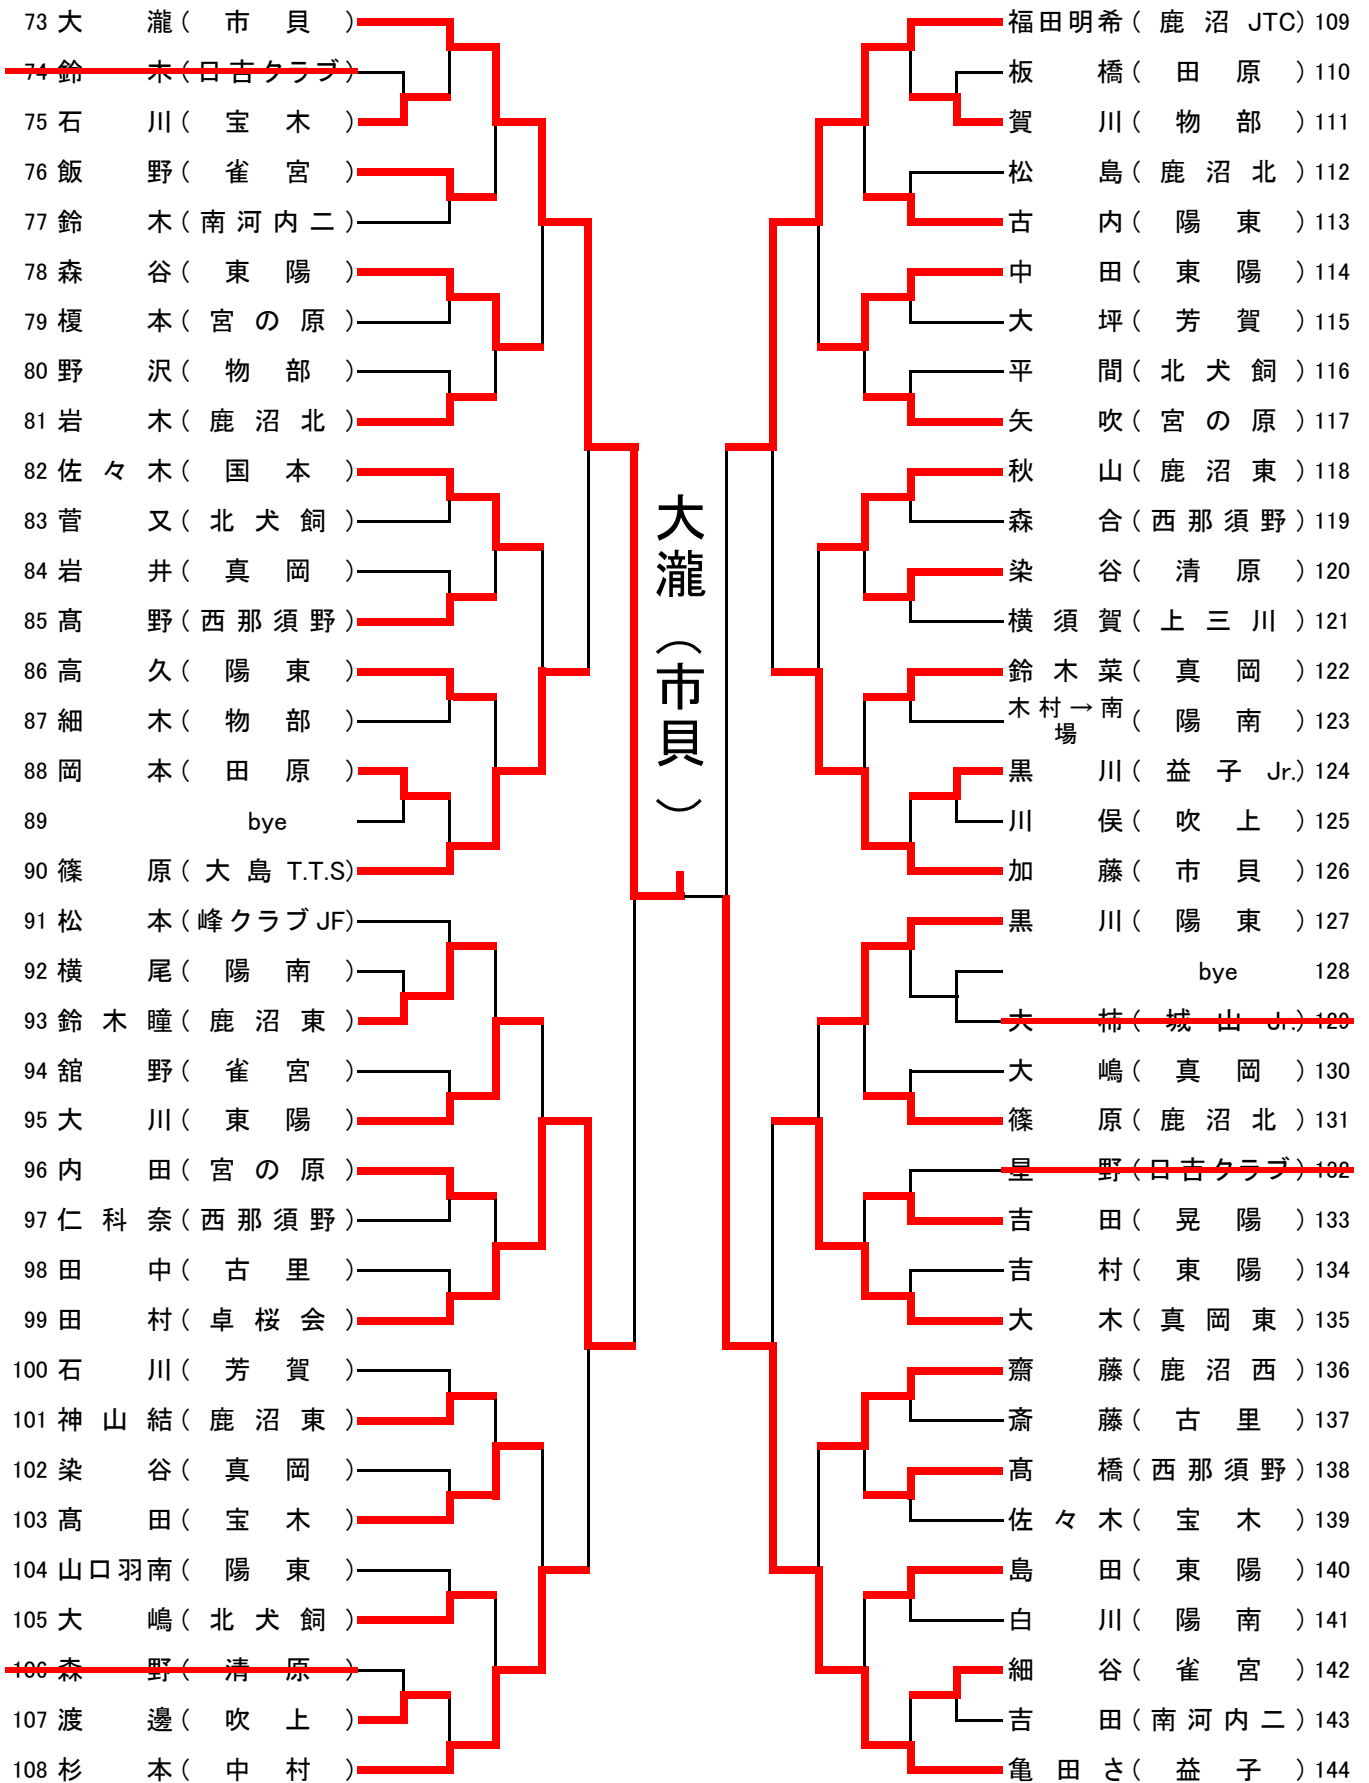 73 大瀧(市貝)
74 鈴木(日吉クラブ)
75 石川(宝木)
76 飯野(雀宮)
77 鈴木(南河内二)
78 森谷(東陽)
79 榎本(宮の原)
80 野沢(物部)
81 岩木(鹿沼北)
82 佐々木(国本)
83 菅又(北犬飼)
84 岩井(真岡)
85 髙野(西那須野)
86 高久(陽東)
87 細木(物部)
88 岡本(田原)
89 bye
90 篠原(大島T.T.S)
91 松本(峰クラブJF)
92 横尾(陽南)
93 鈴木瞳(鹿沼東)
94 舘野(雀宮)
95 大川(東陽)
96 内田(宮の原)
97 仁科奈(西那須野)
98 田中(古里)
99 田村(卓桜会)
100 石川(芳賀)
101 神山結(鹿沼東)
102 染谷(真岡)
103 髙田(宝木)
104 山口羽南(陽東)
105 大嶋(北犬飼)
106 森野(清原)
107 渡邊(吹上)
108 杉本(中村)
大瀧(市貝)
福田明希(鹿沼JTC) 109
板橋(田原) 110
賀川(物部) 111
松島(鹿沼北) 112
古内(陽東) 113
中田(東陽) 114
大坪(芳賀) 115
平間(北犬飼) 116
矢吹(宮の原) 117
秋山(鹿沼東) 118
森合(西那須野) 119
染谷(清原) 120
横須賀(上三川) 121
鈴木菜(真岡) 122
木村→南場(陽南) 123
黒川(益子Jr.) 124
川俣(吹上) 125
加藤(市貝) 126
黒川(陽東) 127
bye 128
大柿(城山Jr.) 129
大嶋(真岡) 130
篠原(鹿沼北) 131
星野(日吉クラブ) 132
吉田(晃陽) 133
吉村(東陽) 134
大木(真岡東) 135
齋藤(鹿沼西) 136
斎藤(古里) 137
髙橋(西那須野) 138
佐々木(宝木) 139
島田(東陽) 140
白川(陽南) 141
細谷(雀宮) 142
吉田(南河内二) 143
亀田さ(益子) 144